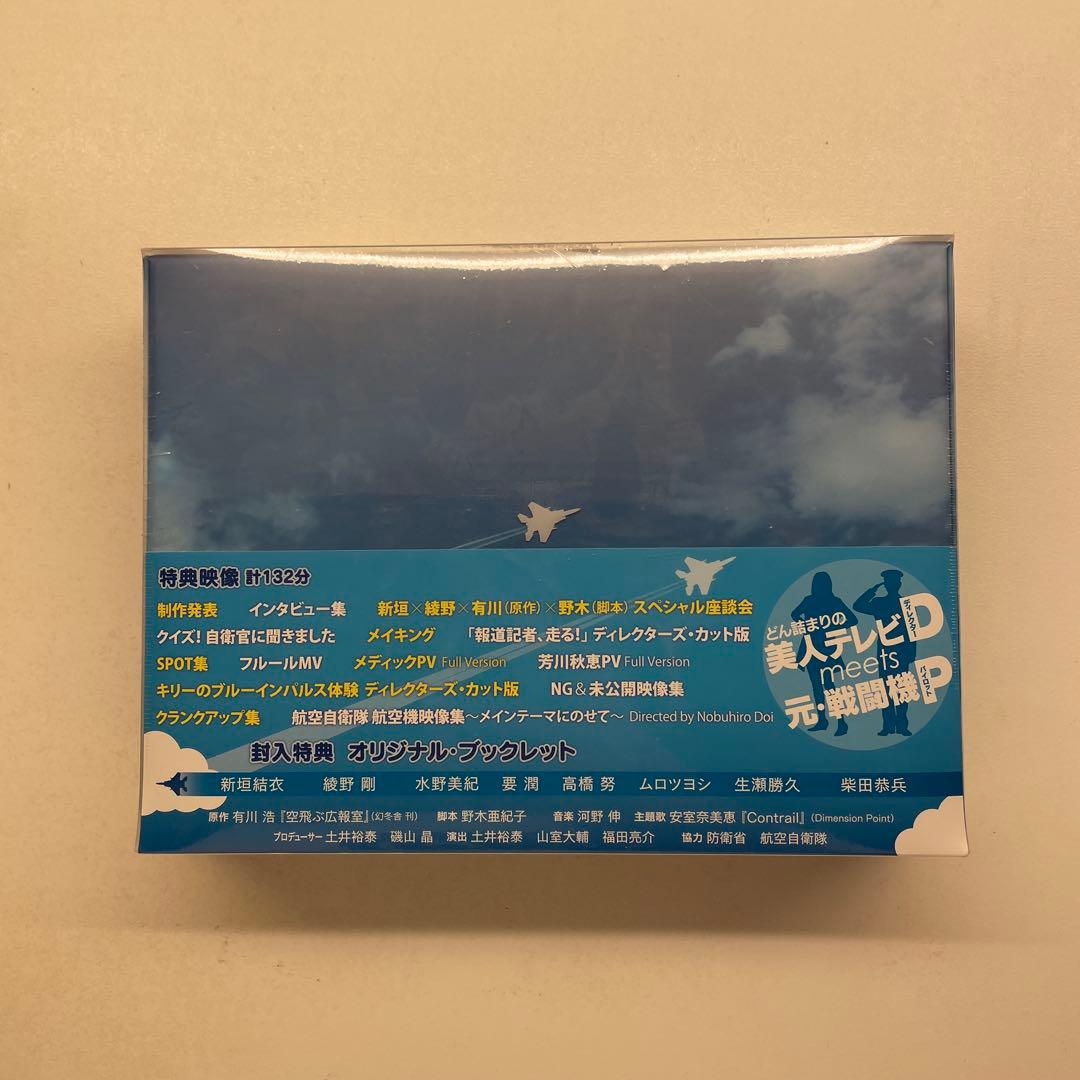 特典映像 計132分
制作発表 インタビュー集 新垣×綾野×有川(原作)×野木(脚本) スペシャル座談会
クイズ! 自衛官に聞きました メイキング 「報道記者、走る!」ディレクターズ・カット版
SPOT集 フルールMV メディックPV Full Version 芳川秋恵PV Full Version
キリーのブルーインパルス体験 ディレクターズ・カット版 NG&未公開映像集
クランクアップ集 航空自衛隊 航空機映像集~メインテーマにのせて~ Directed by Nobuhiro Doi
封入特典 オリジナル・ブックレット
どん詰まりの
美人テレビD
ディレクター
meets
元・戦闘機P
パイロット
新垣結衣 綾野 剛 水野美紀 要 潤 高橋 努 ムロツヨシ 生瀬勝久 柴田恭兵
原作 有川 浩『空飛ぶ広報室』(幻冬舎 刊) 脚本 野木亜紀子 音楽 河野 伸 主題歌 安室奈美恵『Contrail』(Dimension Point)
プロデューサー 土井裕泰 磯山 晶 演出 土井裕泰 山室大輔 福田亮介 協力 防衛省 航空自衛隊